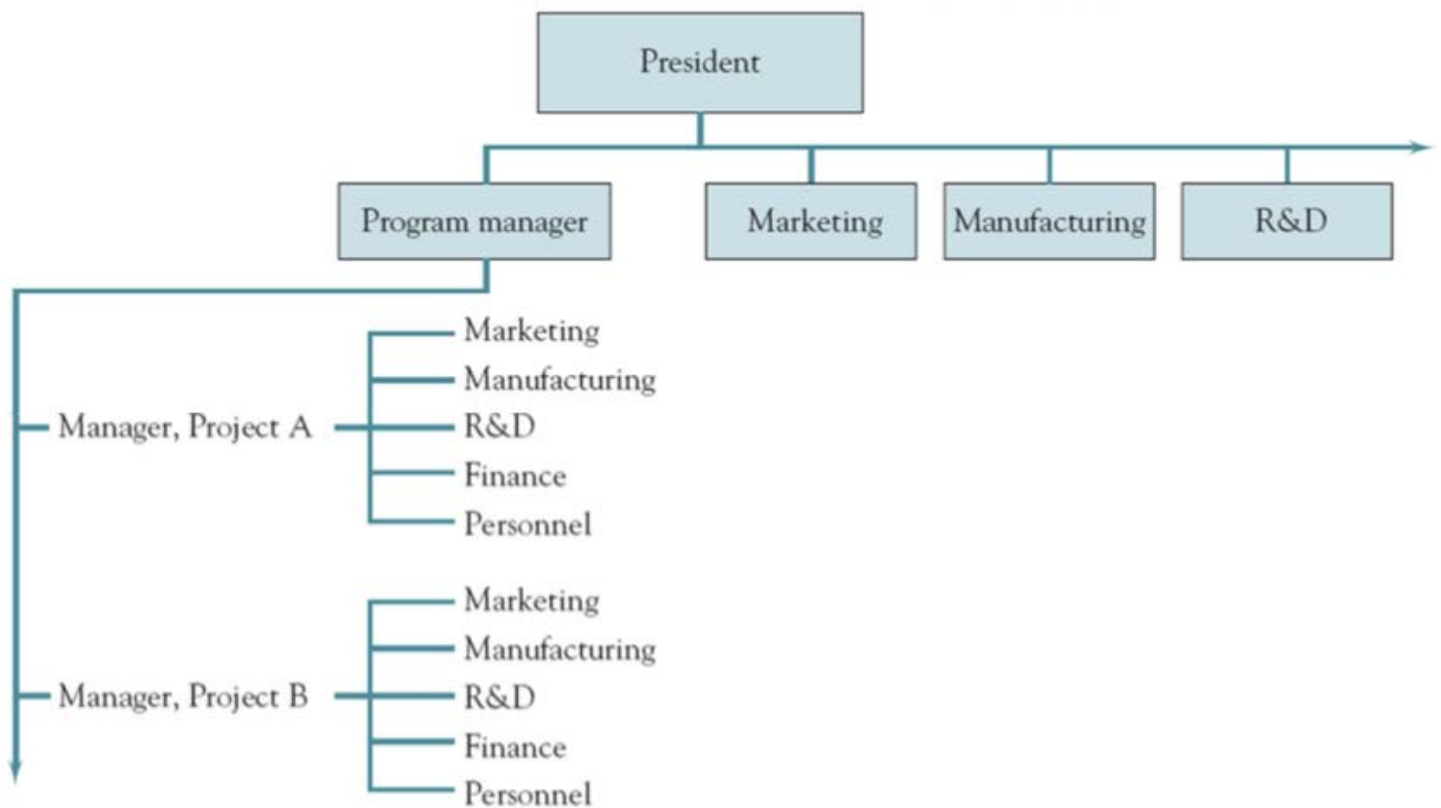 President
Program manager
Marketing
Manufacturing
R&D
Marketing
Manufacturing
Manager, Project A
R&D
Finance
Personnel
Marketing
Manufacturing
Manager, Project B
R&D
Finance
Personnel